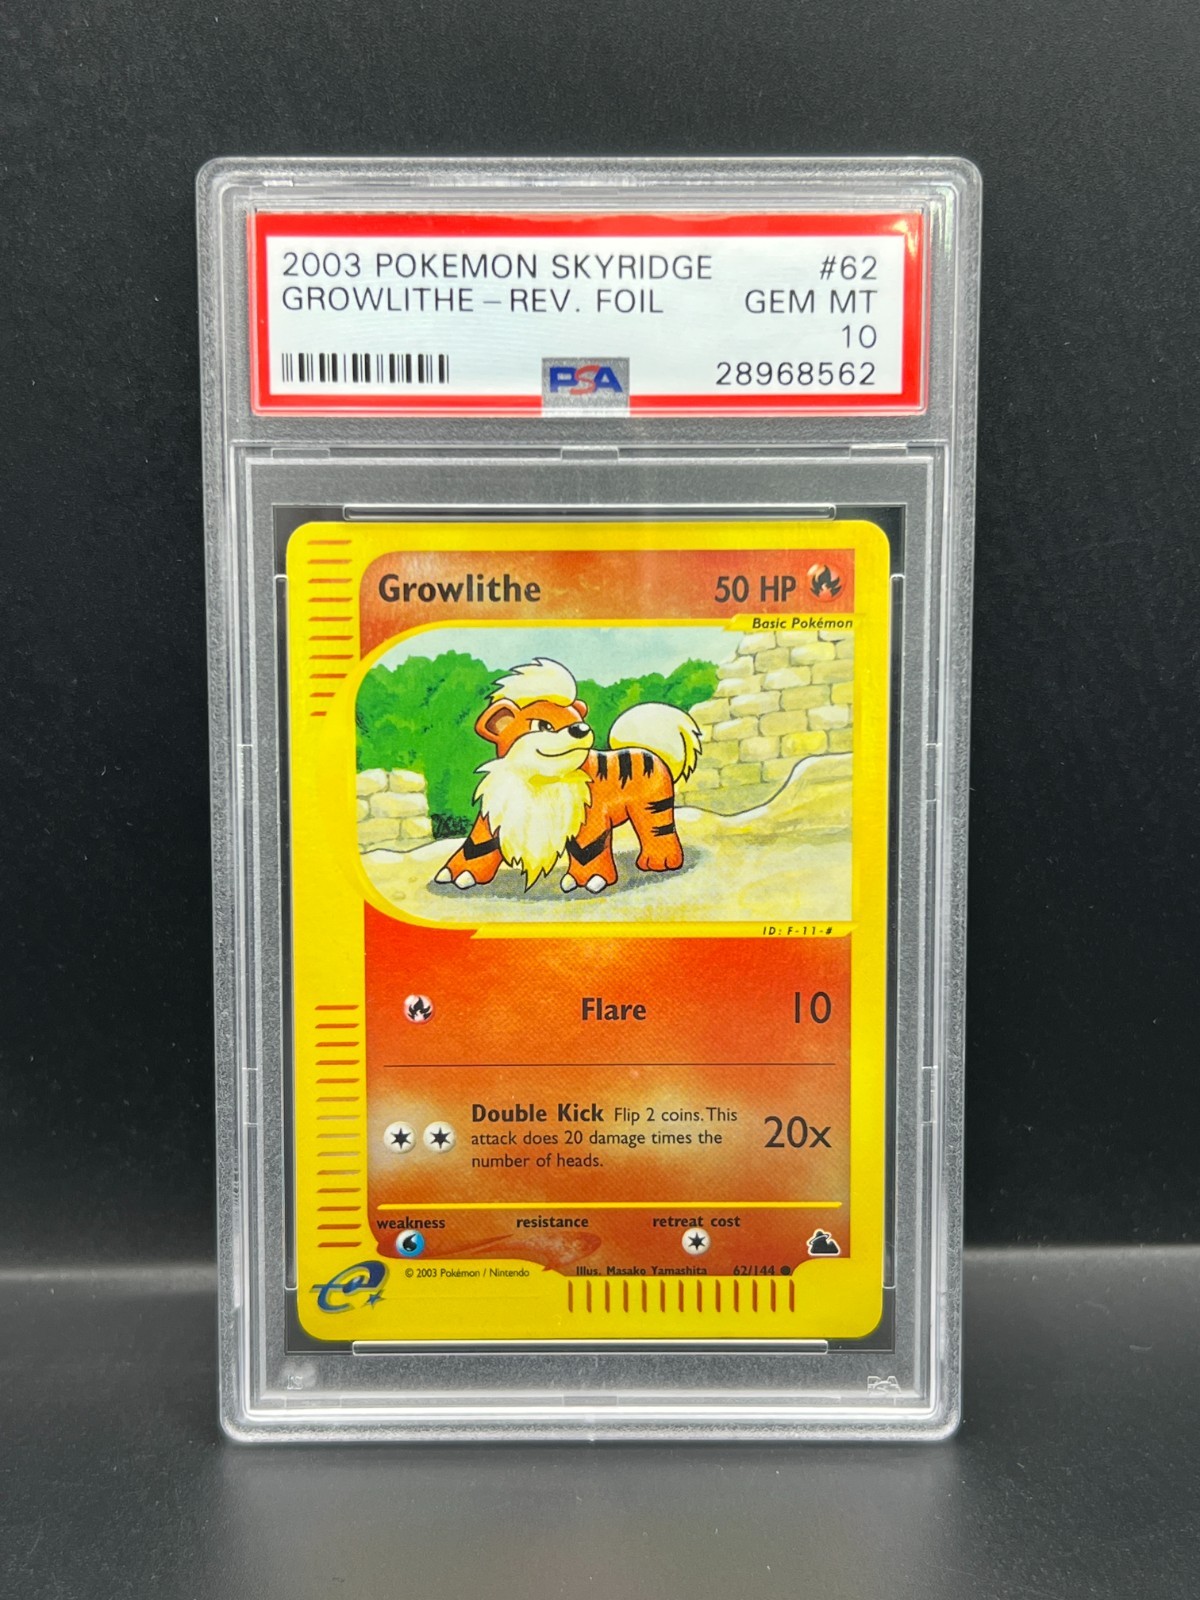 2003 POKEMON SKYRIDGE #62
GROWLITHE – REV. FOIL GEM MT
10
PSA 28968562
Growlithe 50 HP
Basic Pokémon
ID: F-11-#
Flare 10
Double Kick Flip 2 coins. This
attack does 20 damage times the
number of heads.
20x
weakness resistance retreat cost
© 2003 Pokémon / Nintendo Illus. Masako Yamashita 62/144
e
PSA